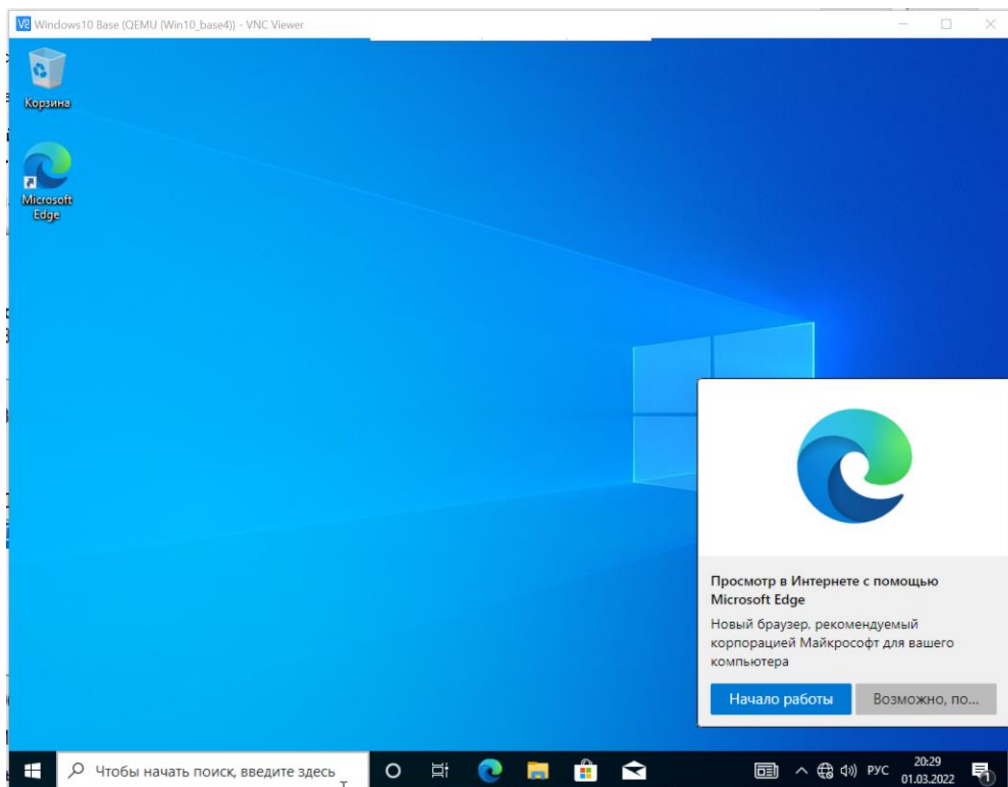 Windows10 Base (QEMU (Win10_base4)) - VNC Viewer
Корзина
Microsoft
Edge
Просмотр в Интернете с помощью
Microsoft Edge
Новый браузер, рекомендуемый
корпорацией Майкрософт для вашего
компьютера
Начало работы
Возможно, по...
Чтобы начать поиск, введите здесь
РУС
20:29
01.03.2022
1